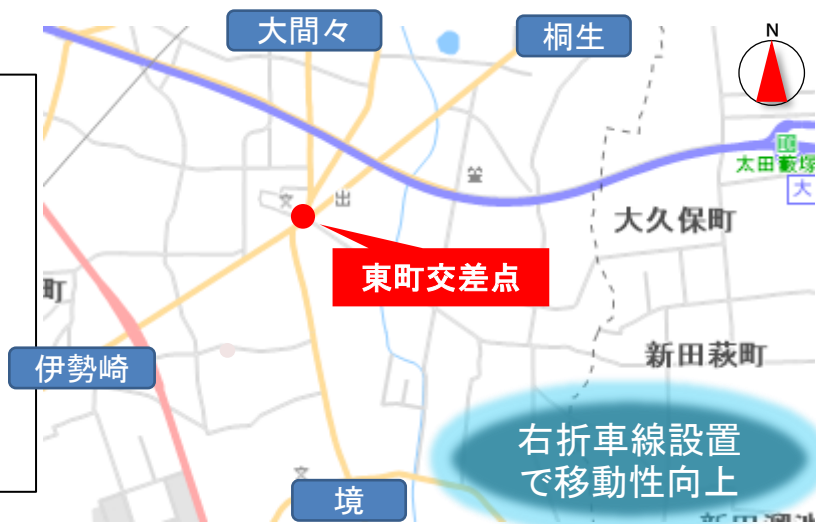 大間々
桐生
N
IC
太田藪塚
大
文
出
大久保町
東町交差点
町
新田萩町
伊勢崎
右折車線設置
で移動性向上
文
境